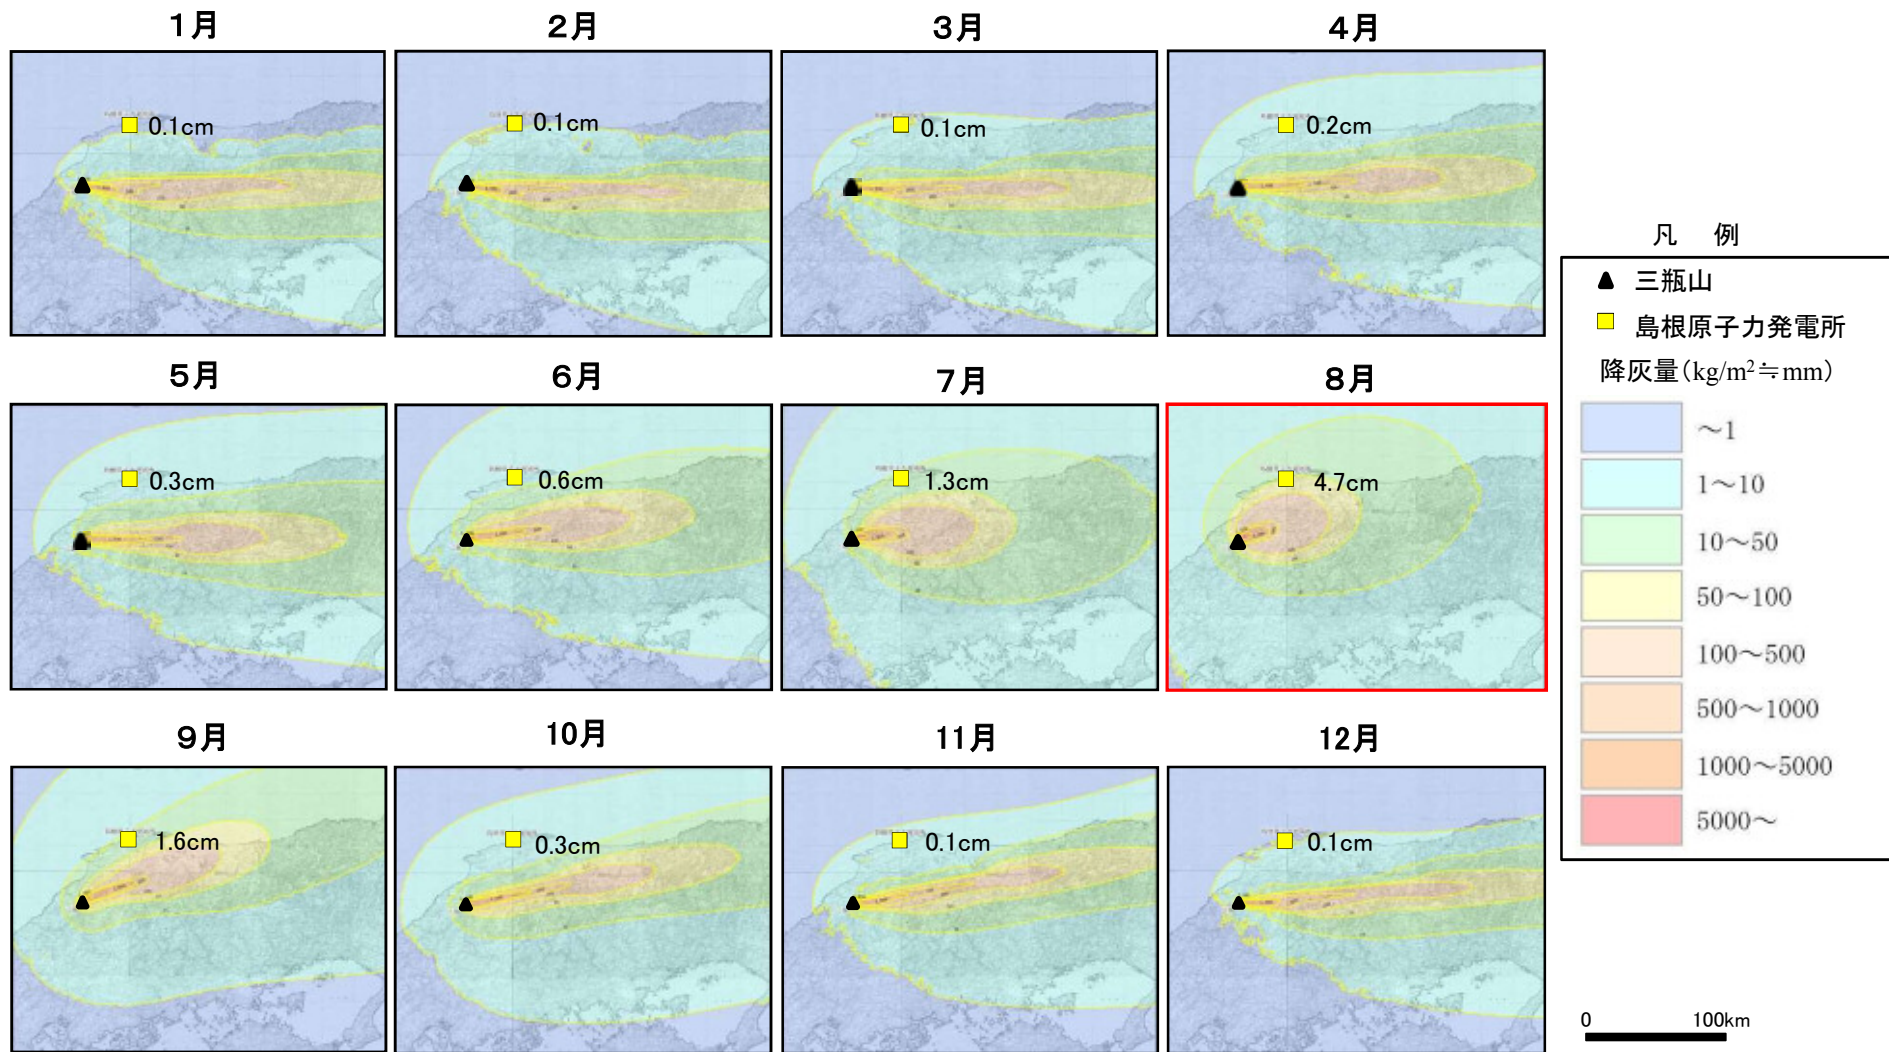 1月
2月
3月
4月
0.1cm
0.1cm
0.1cm
0.2cm
5月
6月
7月
8月
0.3cm
0.6cm
1.3cm
4.7cm
9月
10月
11月
12月
1.6cm
0.3cm
0.1cm
0.1cm
凡 例
三瓶山
島根原子力発電所
降灰量(kg/m²≒mm)
～1
1～10
10～50
50～100
100～500
500～1000
1000～5000
5000～
0 100km